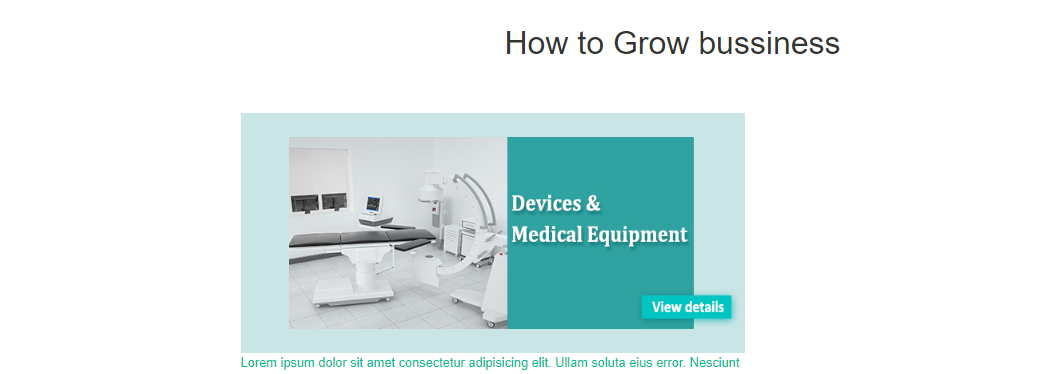 How to Grow bussiness
Devices &
Medical Equipment
View details
Lorem ipsum dolor sit amet consectetur adipisicing elit. Ullam soluta eius error. Nesciunt